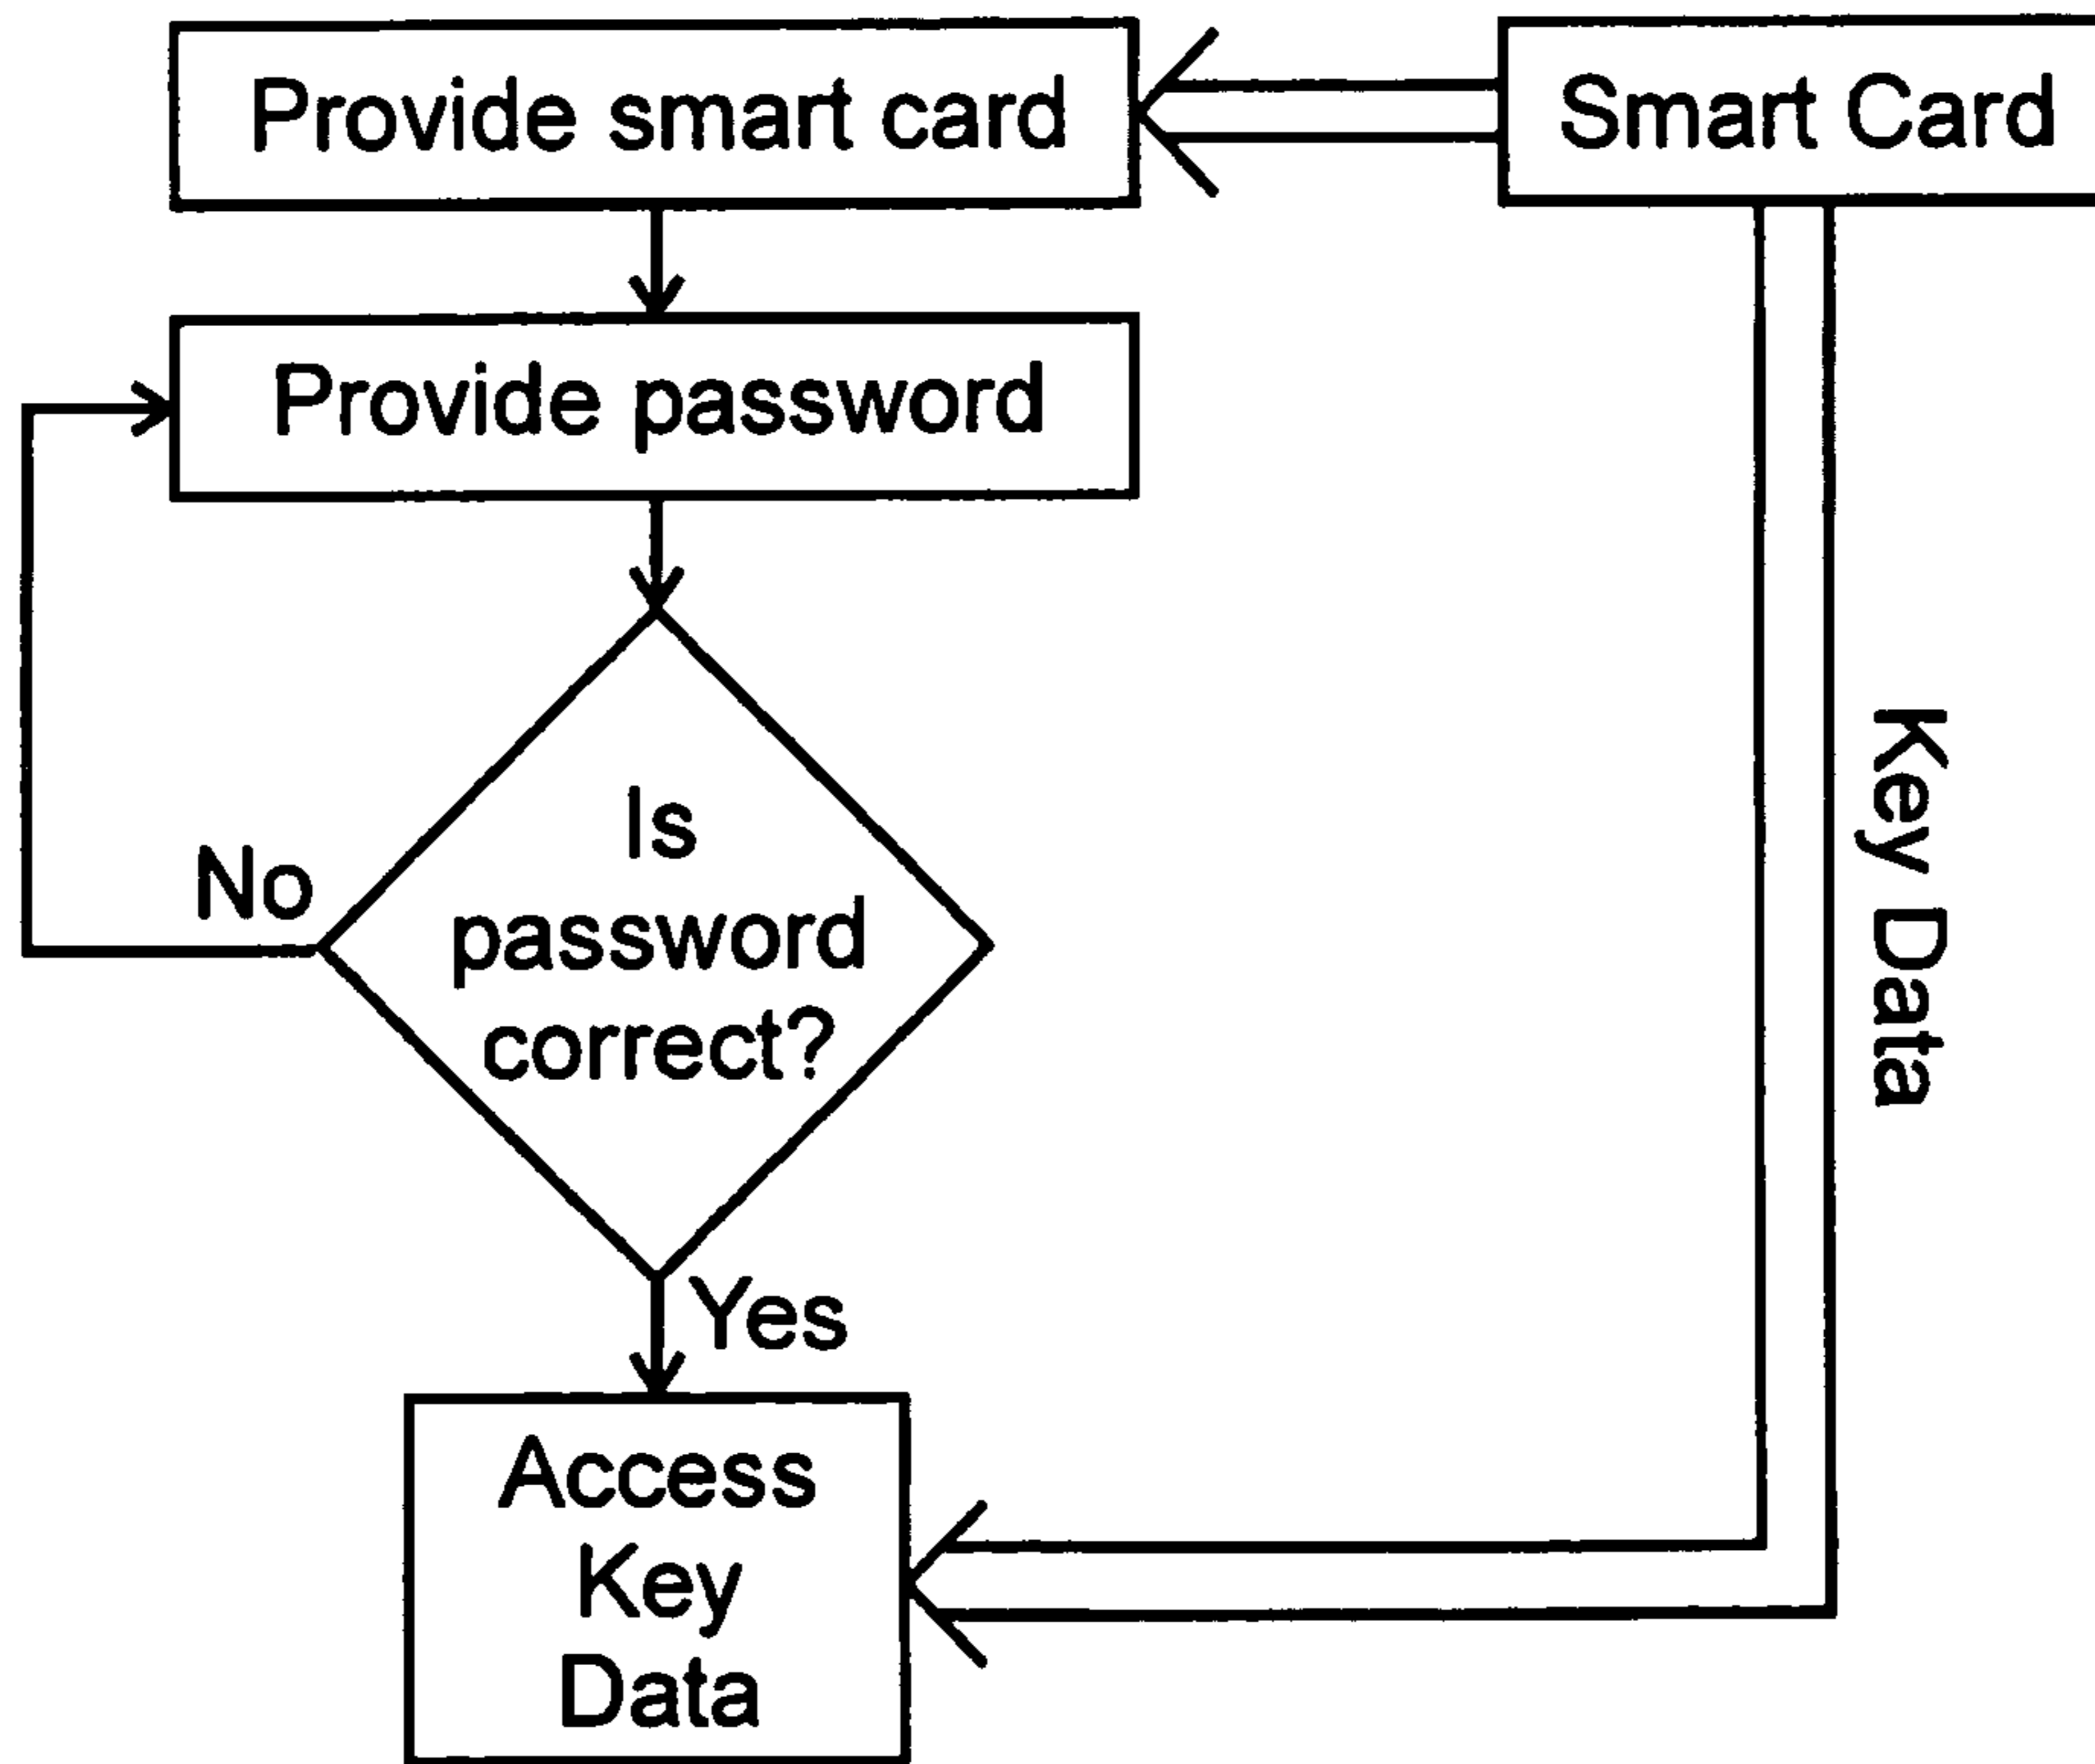 Provide smart card
Smart Card
Provide password
Is
password
correct?
No
Yes
Key Data
Access
Key
Data